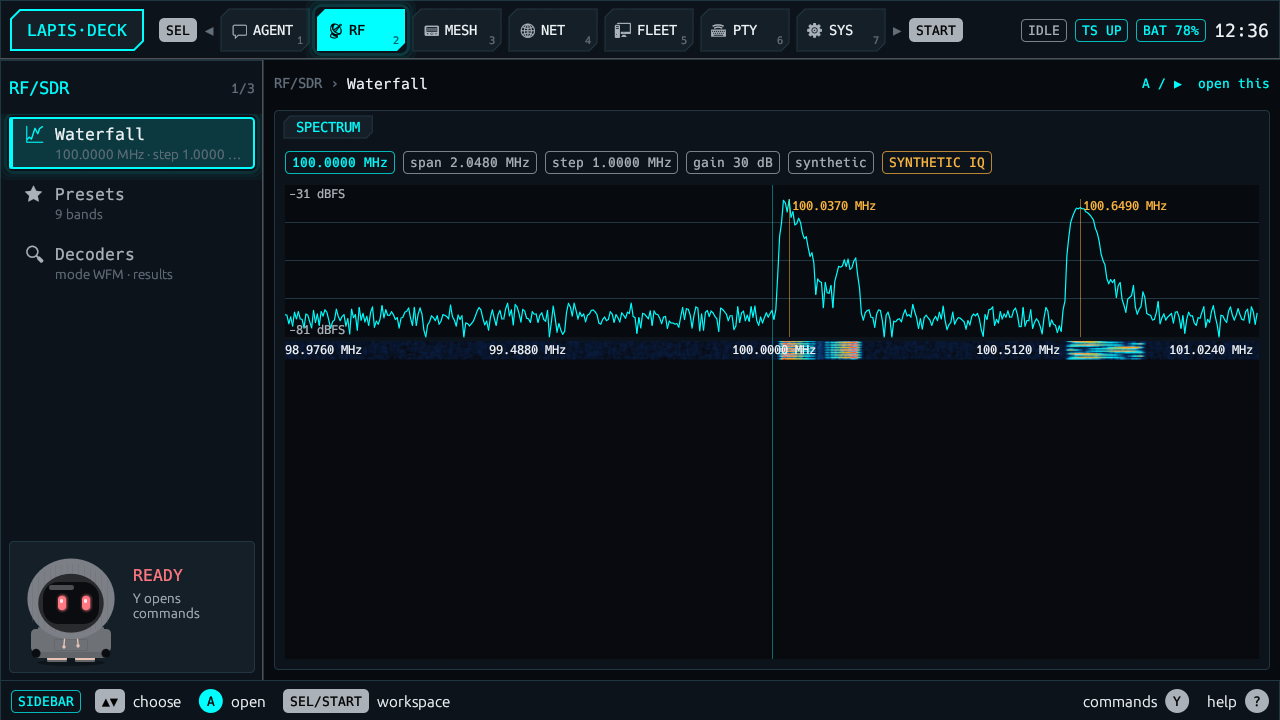 LAPIS·DECK SEL ◀ AGENT 1 RF 2 MESH 3 NET 4 FLEET 5 PTY 6 SYS 7 ▶ START IDLE TS UP BAT 78% 12:36
RF/SDR 1/3
Waterfall
100.0000 MHz · step 1.0000 …
Presets
9 bands
Decoders
mode WFM · results
READY
Y opens
commands
RF/SDR › Waterfall A / ▶ open this
SPECTRUM
100.0000 MHz span 2.0480 MHz step 1.0000 MHz gain 30 dB synthetic SYNTHETIC IQ
-31 dBFS
100.0370 MHz 100.6490 MHz
-81 dBFS
98.9760 MHz 99.4880 MHz 100.0000 MHz 100.5120 MHz 101.0240 MHz
SIDEBAR ▲▼ choose A open SEL/START workspace commands Y help ?